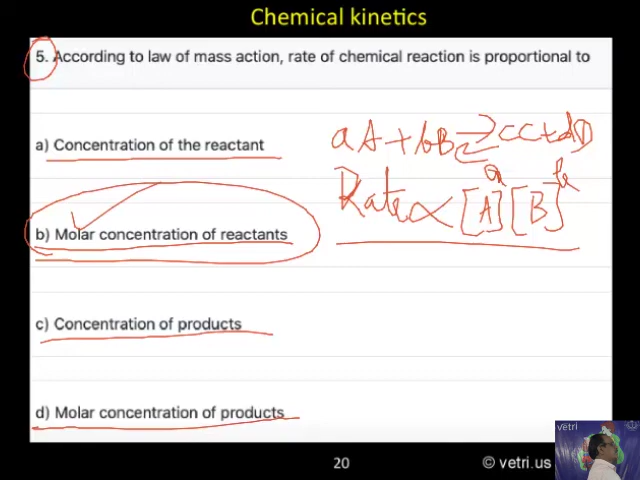 Chemical kinetics
5. According to law of mass action, rate of chemical reaction is proportional to
a) Concentration of the reactant
aA + bB ⇌ cC + dD
Rate ∝ [A]^a [B]^b
b) Molar concentration of reactants
c) Concentration of products
d) Molar concentration of products
vetri
20
© vetri.us